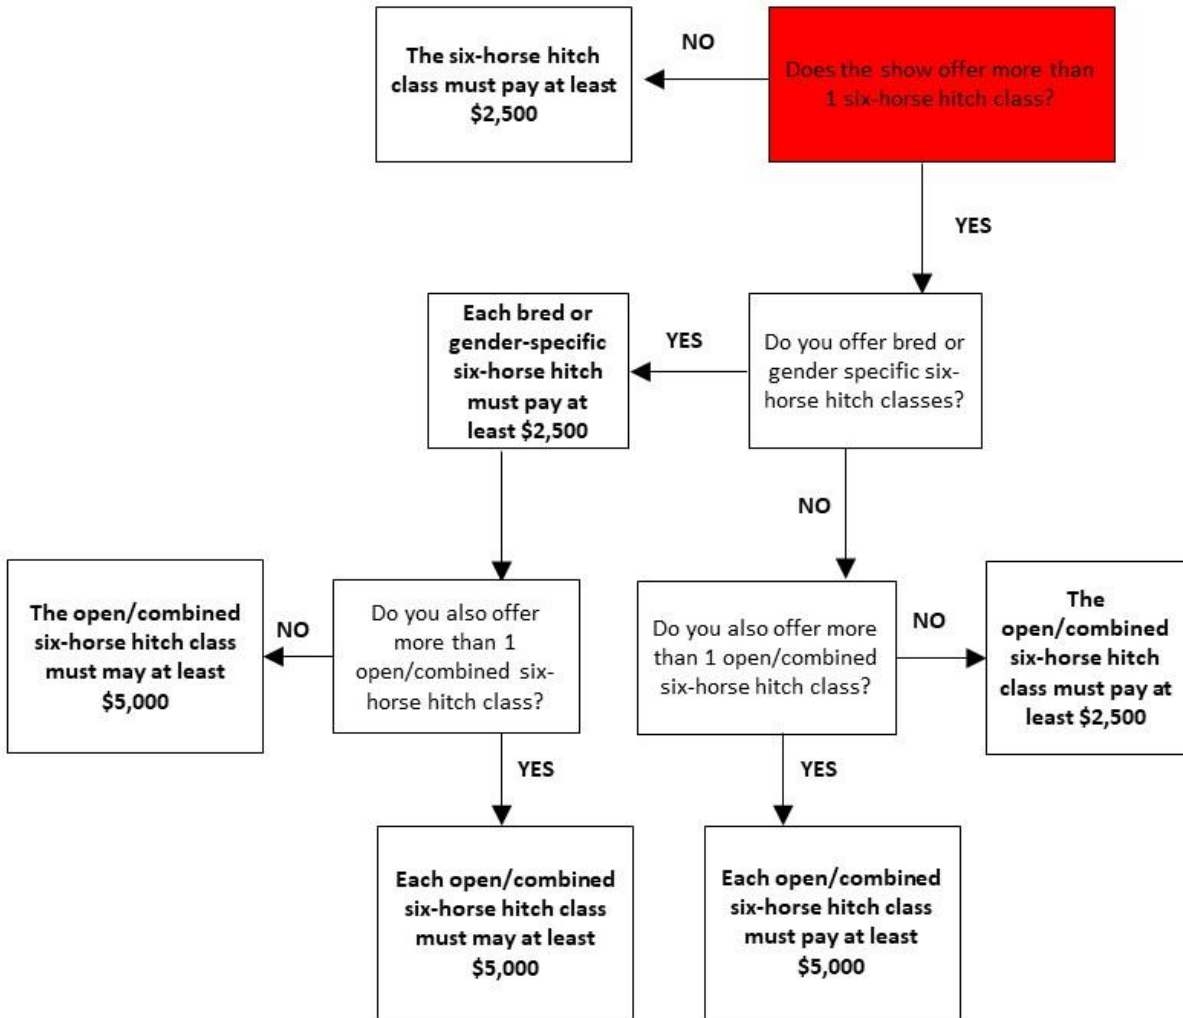 The six-horse hitch
class must pay at least
$2,500
NO
Does the show offer more than
1 six-horse hitch class?
YES
Each bred or
gender-specific
six-horse hitch
must pay at
least $2,500
YES
Do you offer bred or
gender specific six-
horse hitch classes?
NO
The open/combined
six-horse hitch class
must may at least
$5,000
NO
Do you also offer
more than 1
open/combined six-
horse hitch class?
Do you also offer more
than 1 open/combined
six-horse hitch class?
NO
The
open/combined
six-horse hitch
class must pay at
least $2,500
YES
YES
Each open/combined
six-horse hitch class
must may at least
$5,000
Each open/combined
six-horse hitch class
must pay at least
$5,000